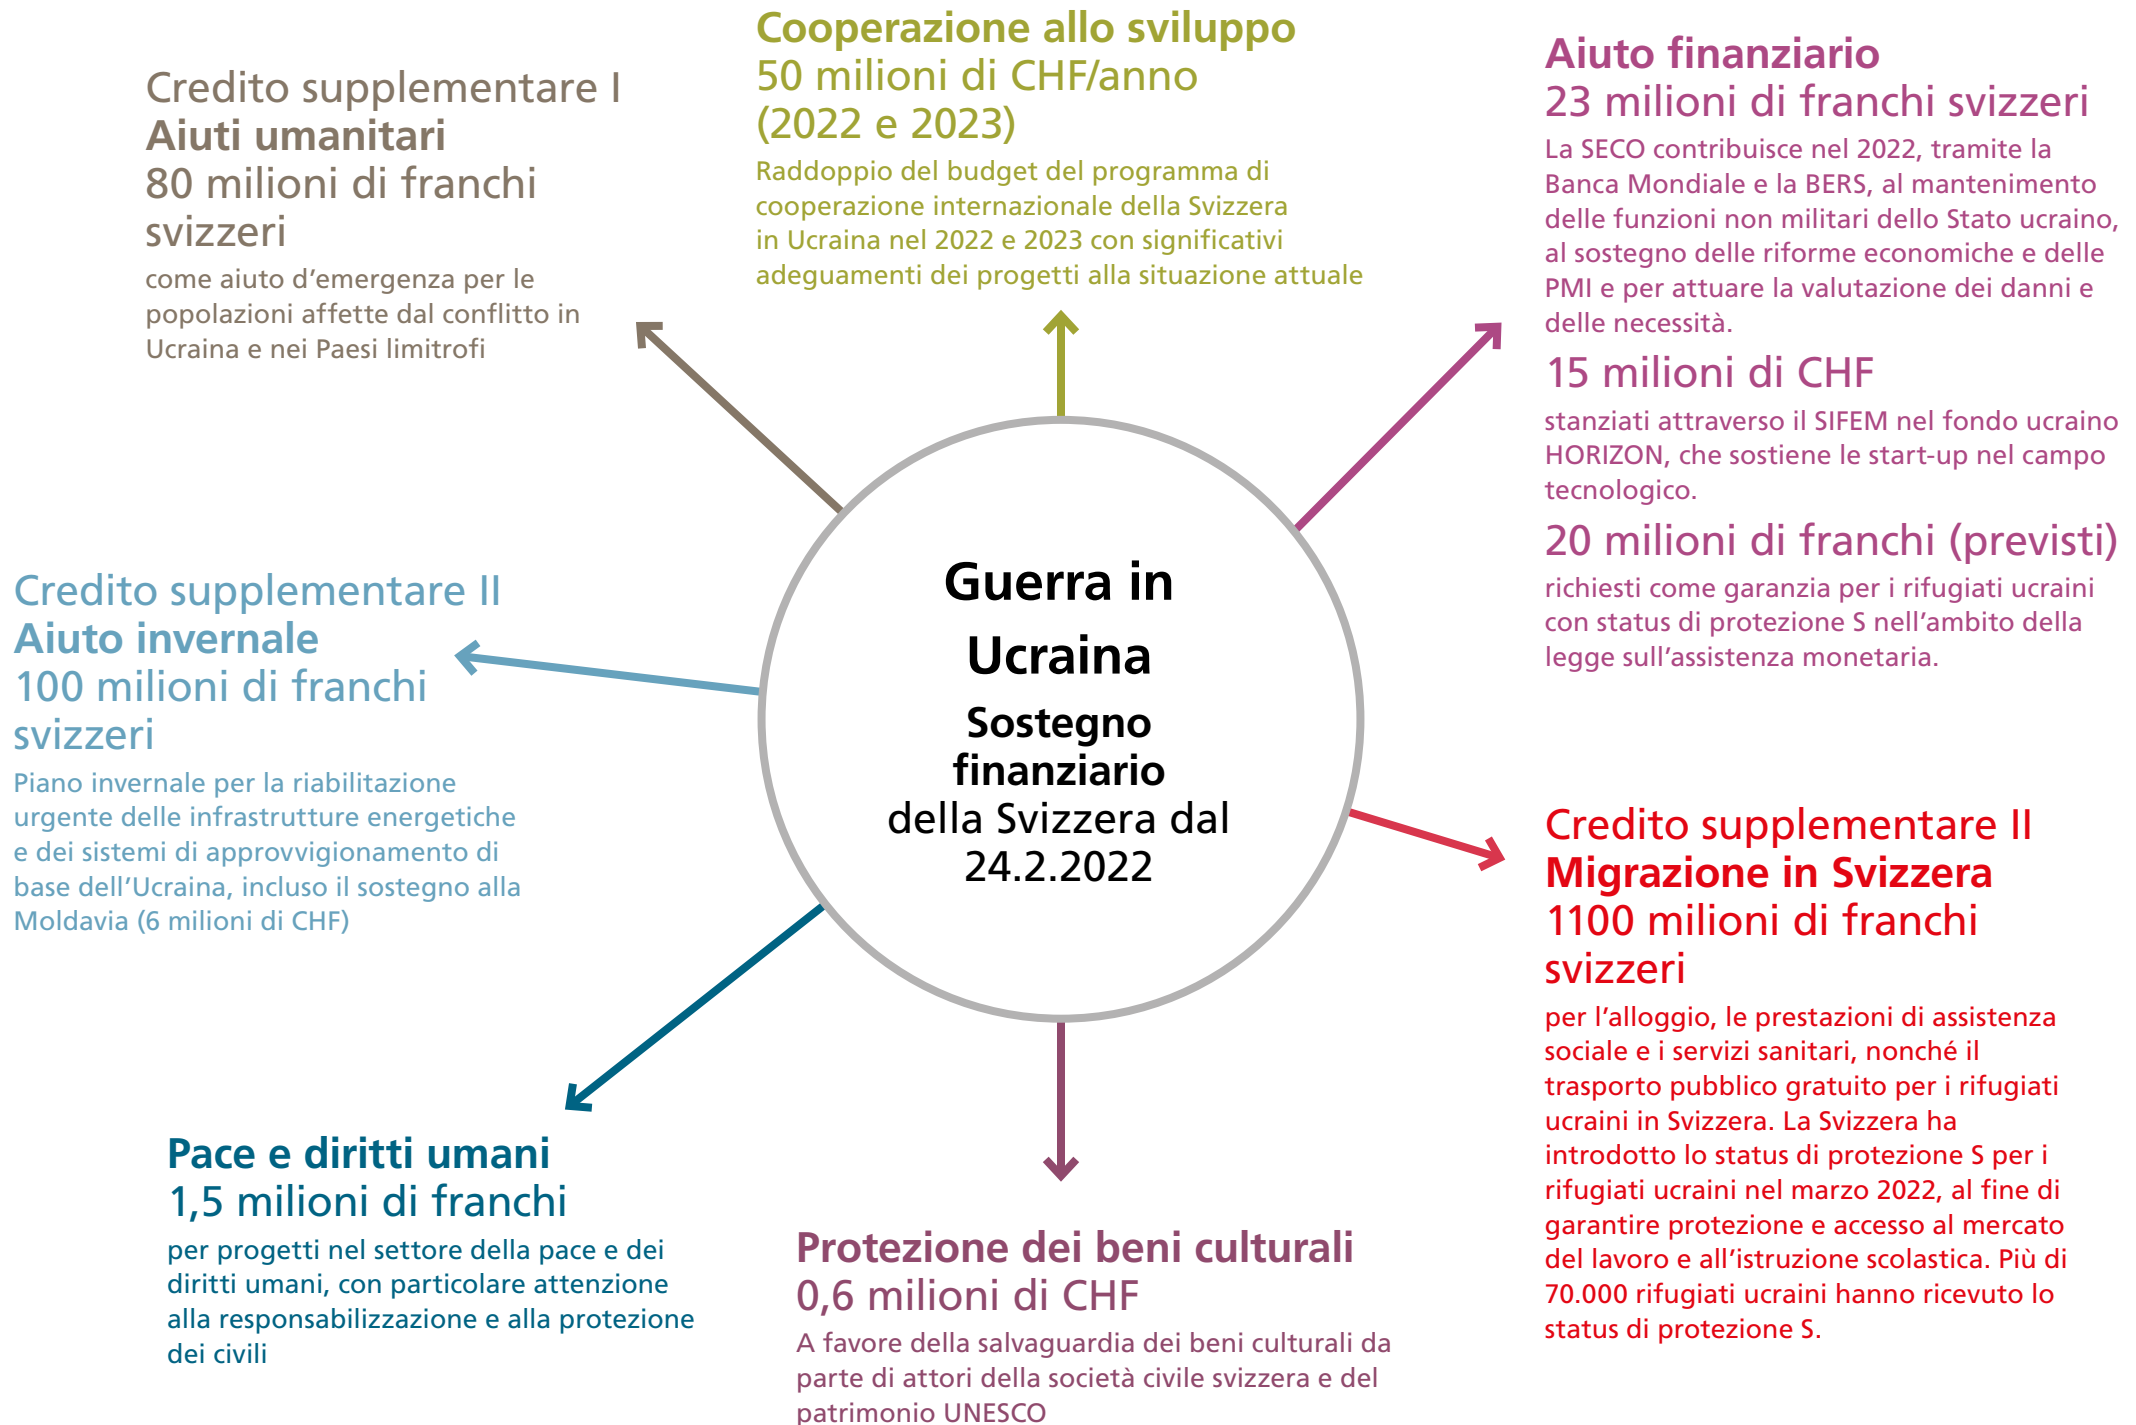 Credito supplementare I
Aiuti umanitari
80 milioni di franchi
svizzeri
come aiuto d'emergenza per le
popolazioni affette dal conflitto in
Ucraina e nei Paesi limitrofi
Cooperazione allo sviluppo
50 milioni di CHF/anno
(2022 e 2023)
Raddoppio del budget del programma di
cooperazione internazionale della Svizzera
in Ucraina nel 2022 e 2023 con significativi
adeguamenti dei progetti alla situazione attuale
Aiuto finanziario
23 milioni di franchi svizzeri
La SECO contribuisce nel 2022, tramite la
Banca Mondiale e la BERS, al mantenimento
delle funzioni non militari dello Stato ucraino,
al sostegno delle riforme economiche e delle
PMI e per attuare la valutazione dei danni e
delle necessità.
15 milioni di CHF
stanziati attraverso il SIFEM nel fondo ucraino
HORIZON, che sostiene le start-up nel campo
tecnologico.
20 milioni di franchi (previsti)
richiesti come garanzia per i rifugiati ucraini
con status di protezione S nell'ambito della
legge sull'assistenza monetaria.
Credito supplementare II
Aiuto invernale
100 milioni di franchi
svizzeri
Piano invernale per la riabilitazione
urgente delle infrastrutture energetiche
e dei sistemi di approvvigionamento di
base dell'Ucraina, incluso il sostegno alla
Moldavia (6 milioni di CHF)
Guerra in
Ucraina
Sostegno
finanziario
della Svizzera dal
24.2.2022
Credito supplementare II
Migrazione in Svizzera
1100 milioni di franchi
svizzeri
per l'alloggio, le prestazioni di assistenza
sociale e i servizi sanitari, nonché il
trasporto pubblico gratuito per i rifugiati
ucraini in Svizzera. La Svizzera ha
introdotto lo status di protezione S per i
rifugiati ucraini nel marzo 2022, al fine di
garantire protezione e accesso al mercato
del lavoro e all'istruzione scolastica. Più di
70.000 rifugiati ucraini hanno ricevuto lo
status di protezione S.
Pace e diritti umani
1,5 milioni di franchi
per progetti nel settore della pace e dei
diritti umani, con particolare attenzione
alla responsabilizzazione e alla protezione
dei civili
Protezione dei beni culturali
0,6 milioni di CHF
A favore della salvaguardia dei beni culturali da
parte di attori della società civile svizzera e del
patrimonio UNESCO